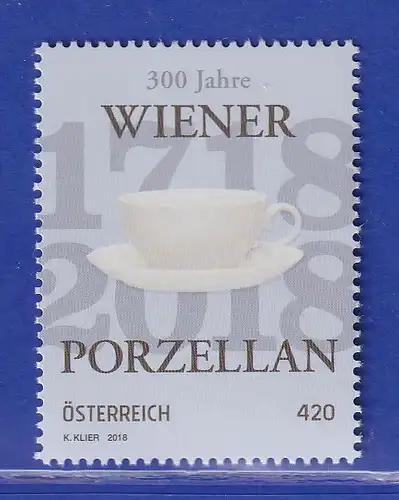 300 Jahre
WIENER
1718
2018
PORZELLAN
ÖSTERREICH 420
K. KLIER 2018